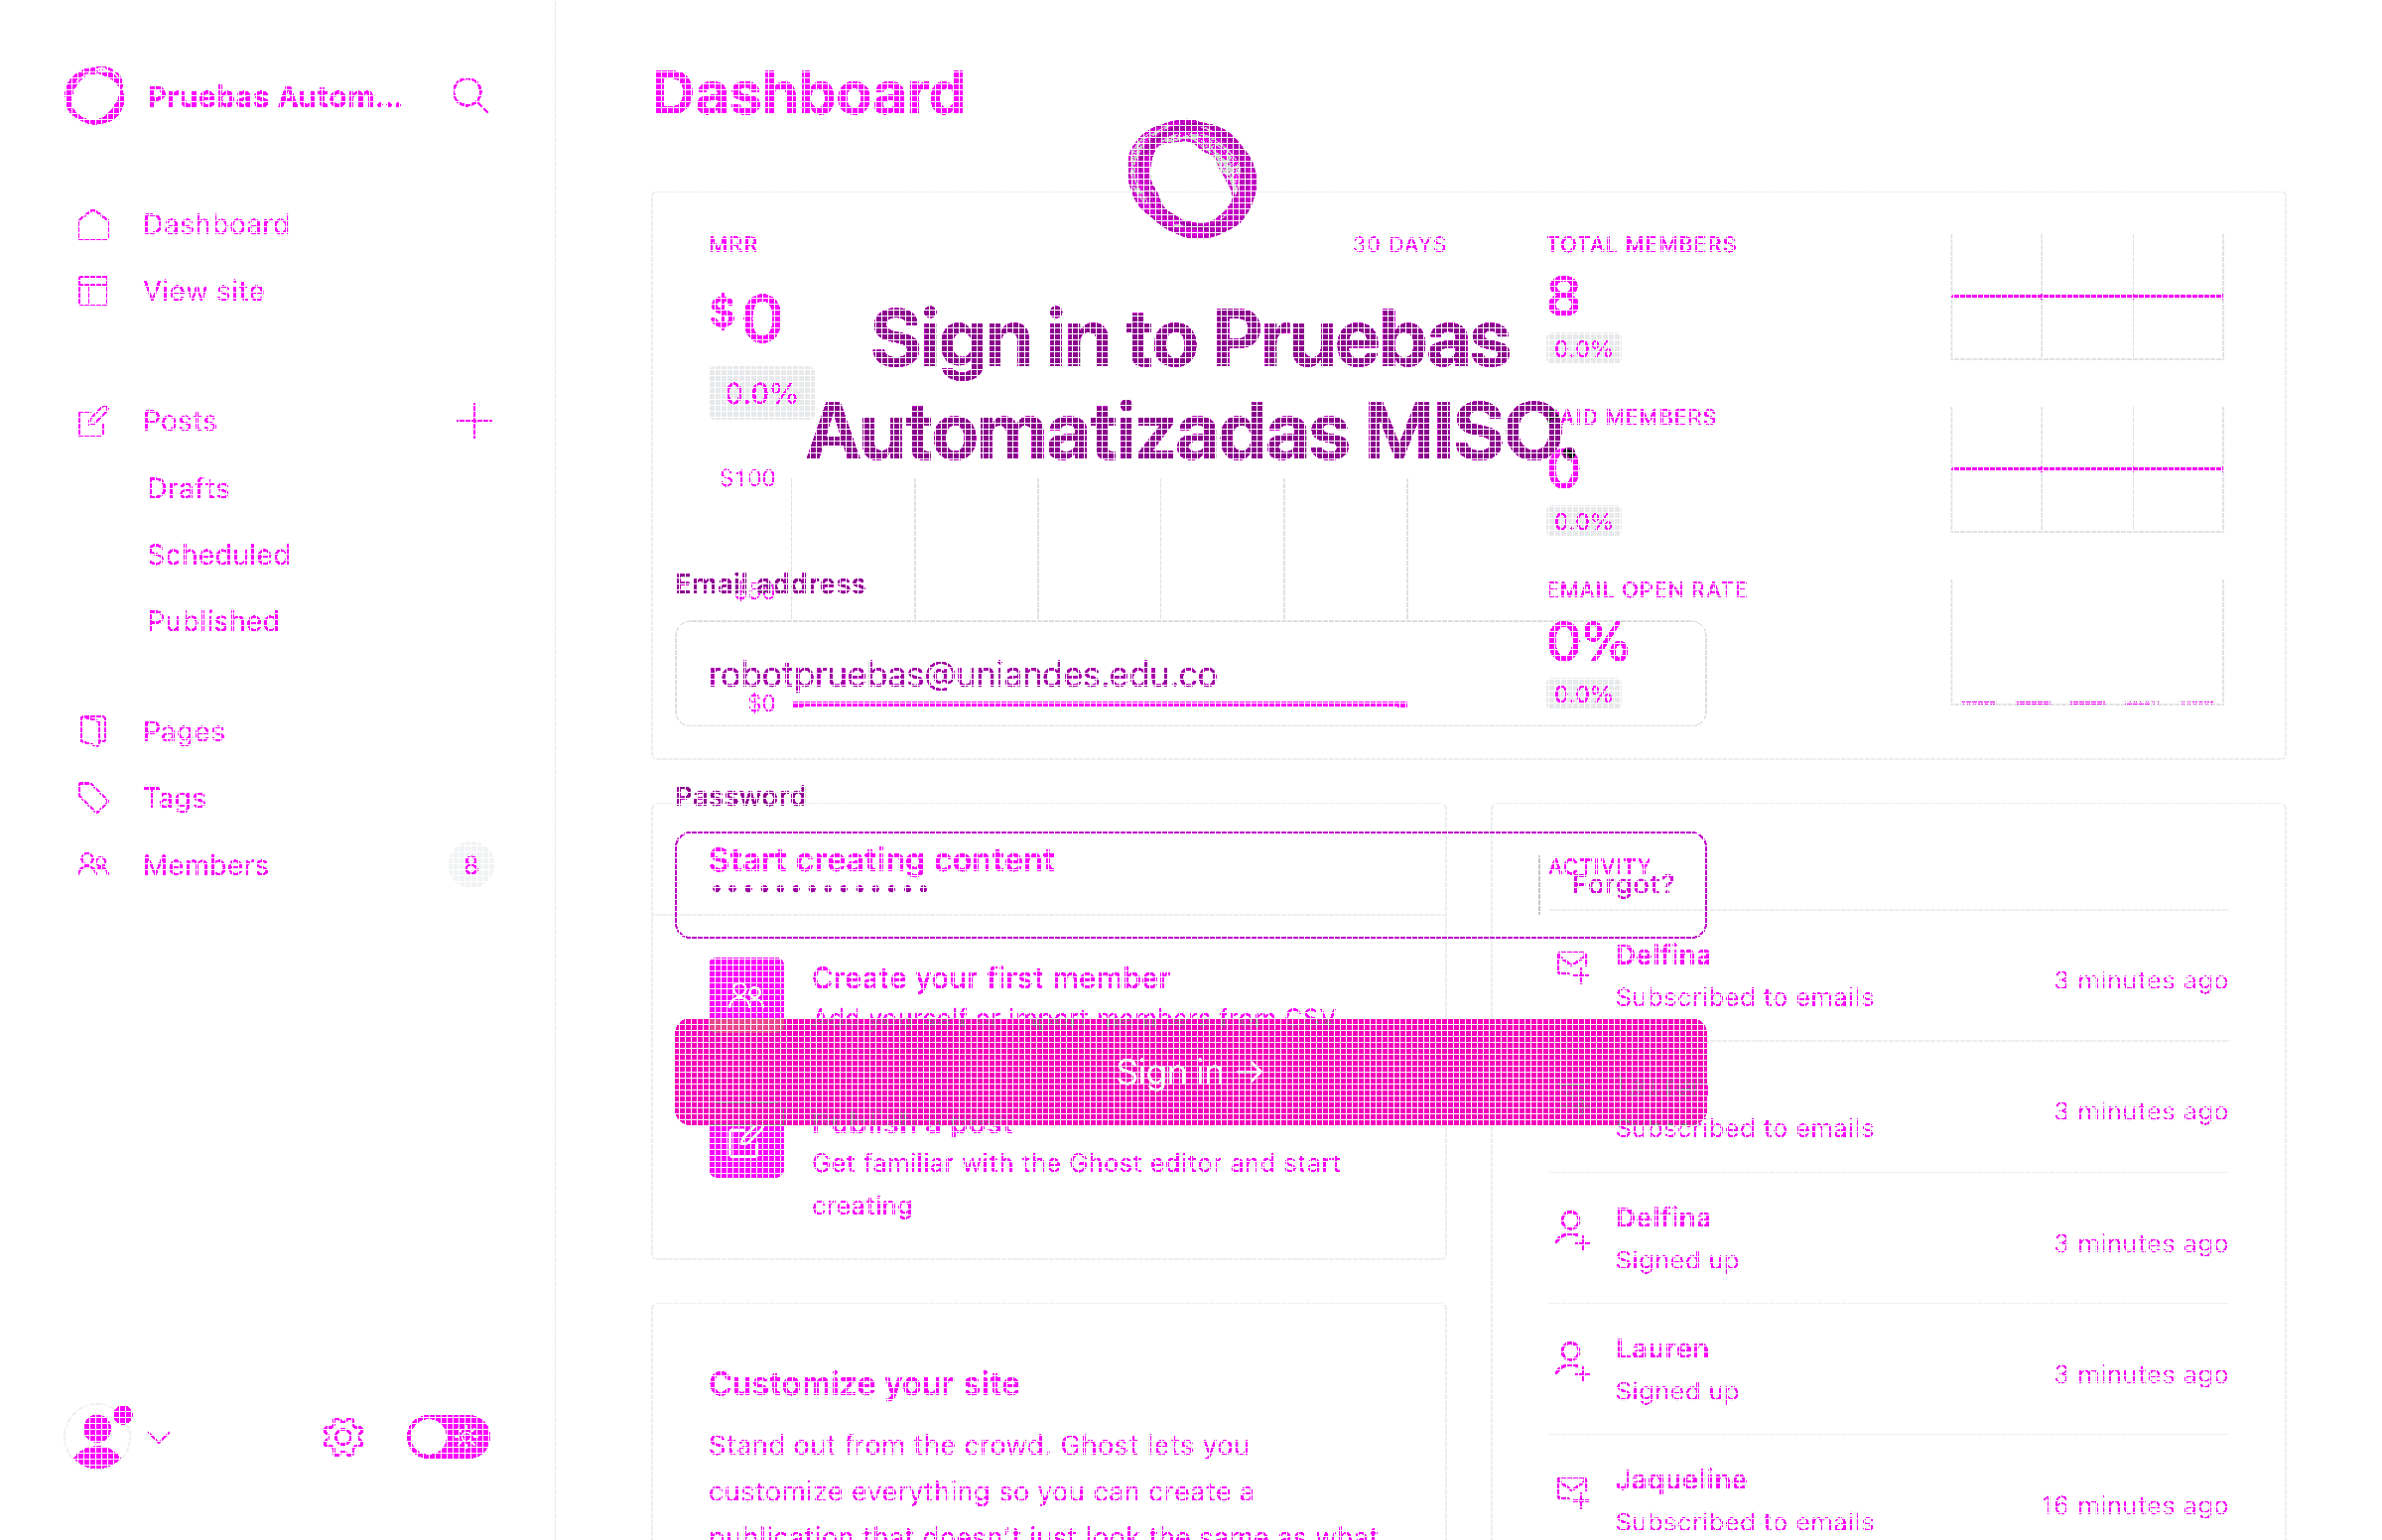 Pruebas Autom...
Dashboard
View site
Posts
Drafts
Scheduled
Published
Pages
Tags
Members
8
Dashboard
MRR
30 DAYS
$0
0.0%
$100
$50
$0
TOTAL MEMBERS
8
0.0%
PAID MEMBERS
0
0.0%
EMAIL OPEN RATE
0%
0.0%
Sign in to Pruebas
Automatizadas MISO.
Email address
robotpruebas@uniandes.edu.co
Password
Forgot?
Sign in →
Start creating content
Create your first member
Add yourself or import members from CSV
Publish a post
Get familiar with the Ghost editor and start
creating
Customize your site
Stand out from the crowd. Ghost lets you
customize everything so you can create a
publication that doesn't just look the same as what
ACTIVITY
Delfina
Subscribed to emails
3 minutes ago
Subscribed to emails
3 minutes ago
Delfina
Signed up
3 minutes ago
Lauren
Signed up
3 minutes ago
Jaqueline
Subscribed to emails
16 minutes ago